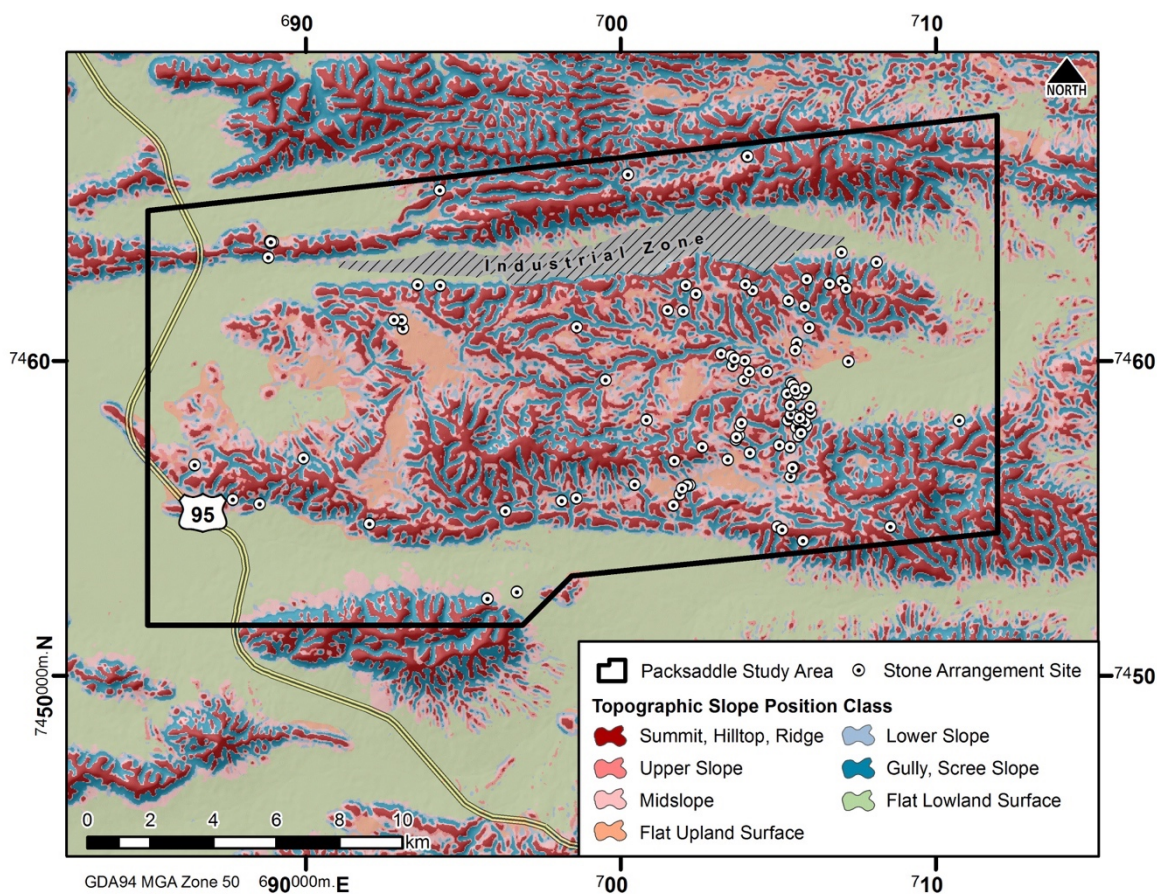 690 700 710
NORTH
Industrial Zone
7460
95
7450000m. N
7450
Packsaddle Study Area
Stone Arrangement Site
Topographic Slope Position Class
Summit, Hilltop, Ridge
Lower Slope
Upper Slope
Gully, Scree Slope
Midslope
Flat Lowland Surface
Flat Upland Surface
0 2 4 6 8 10
km
GDA94 MGA Zone 50
690000m. E 700 710